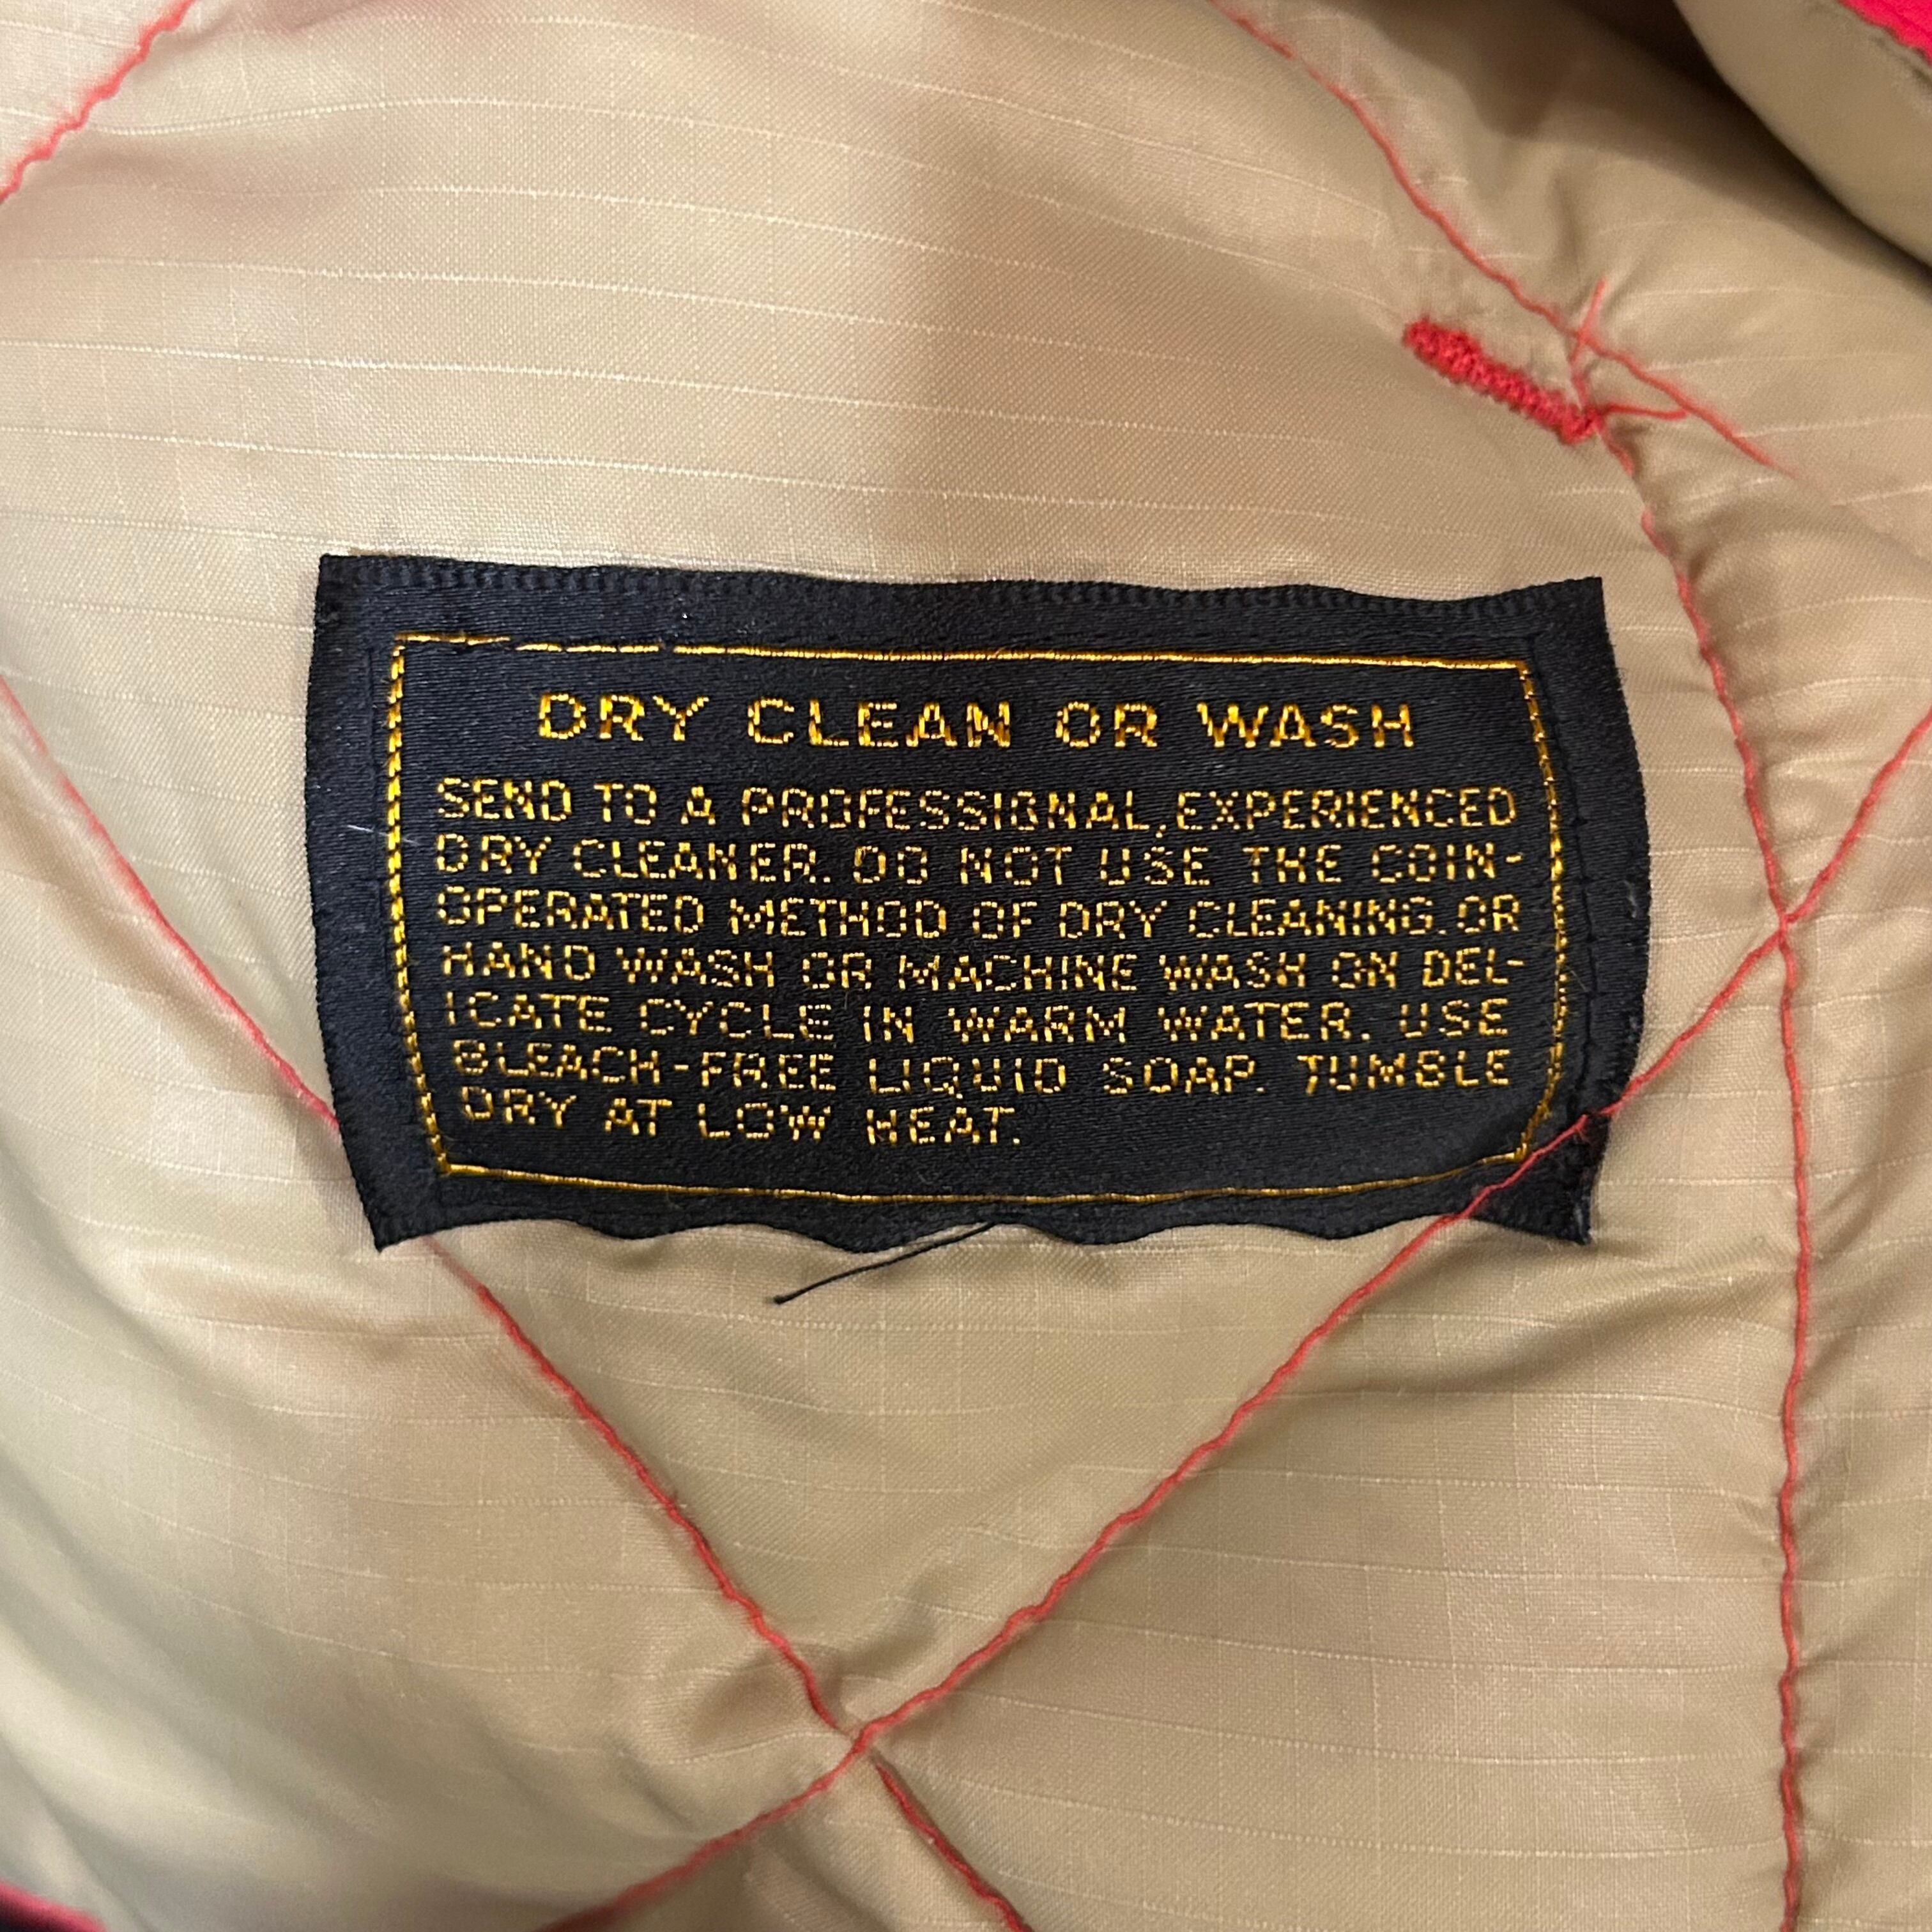 DRY CLEAN OR WASH
SEND TO A PROFESSIONAL, EXPERIENCED
DRY CLEANER. DO NOT USE THE COIN-
OPERATED METHOD OF DRY CLEANING. OR
HAND WASH OR MACHINE WASH ON DEL-
ICATE CYCLE IN WARM WATER. USE
BLEACH-FREE LIQUID SOAP. TUMBLE
DRY AT LOW HEAT.